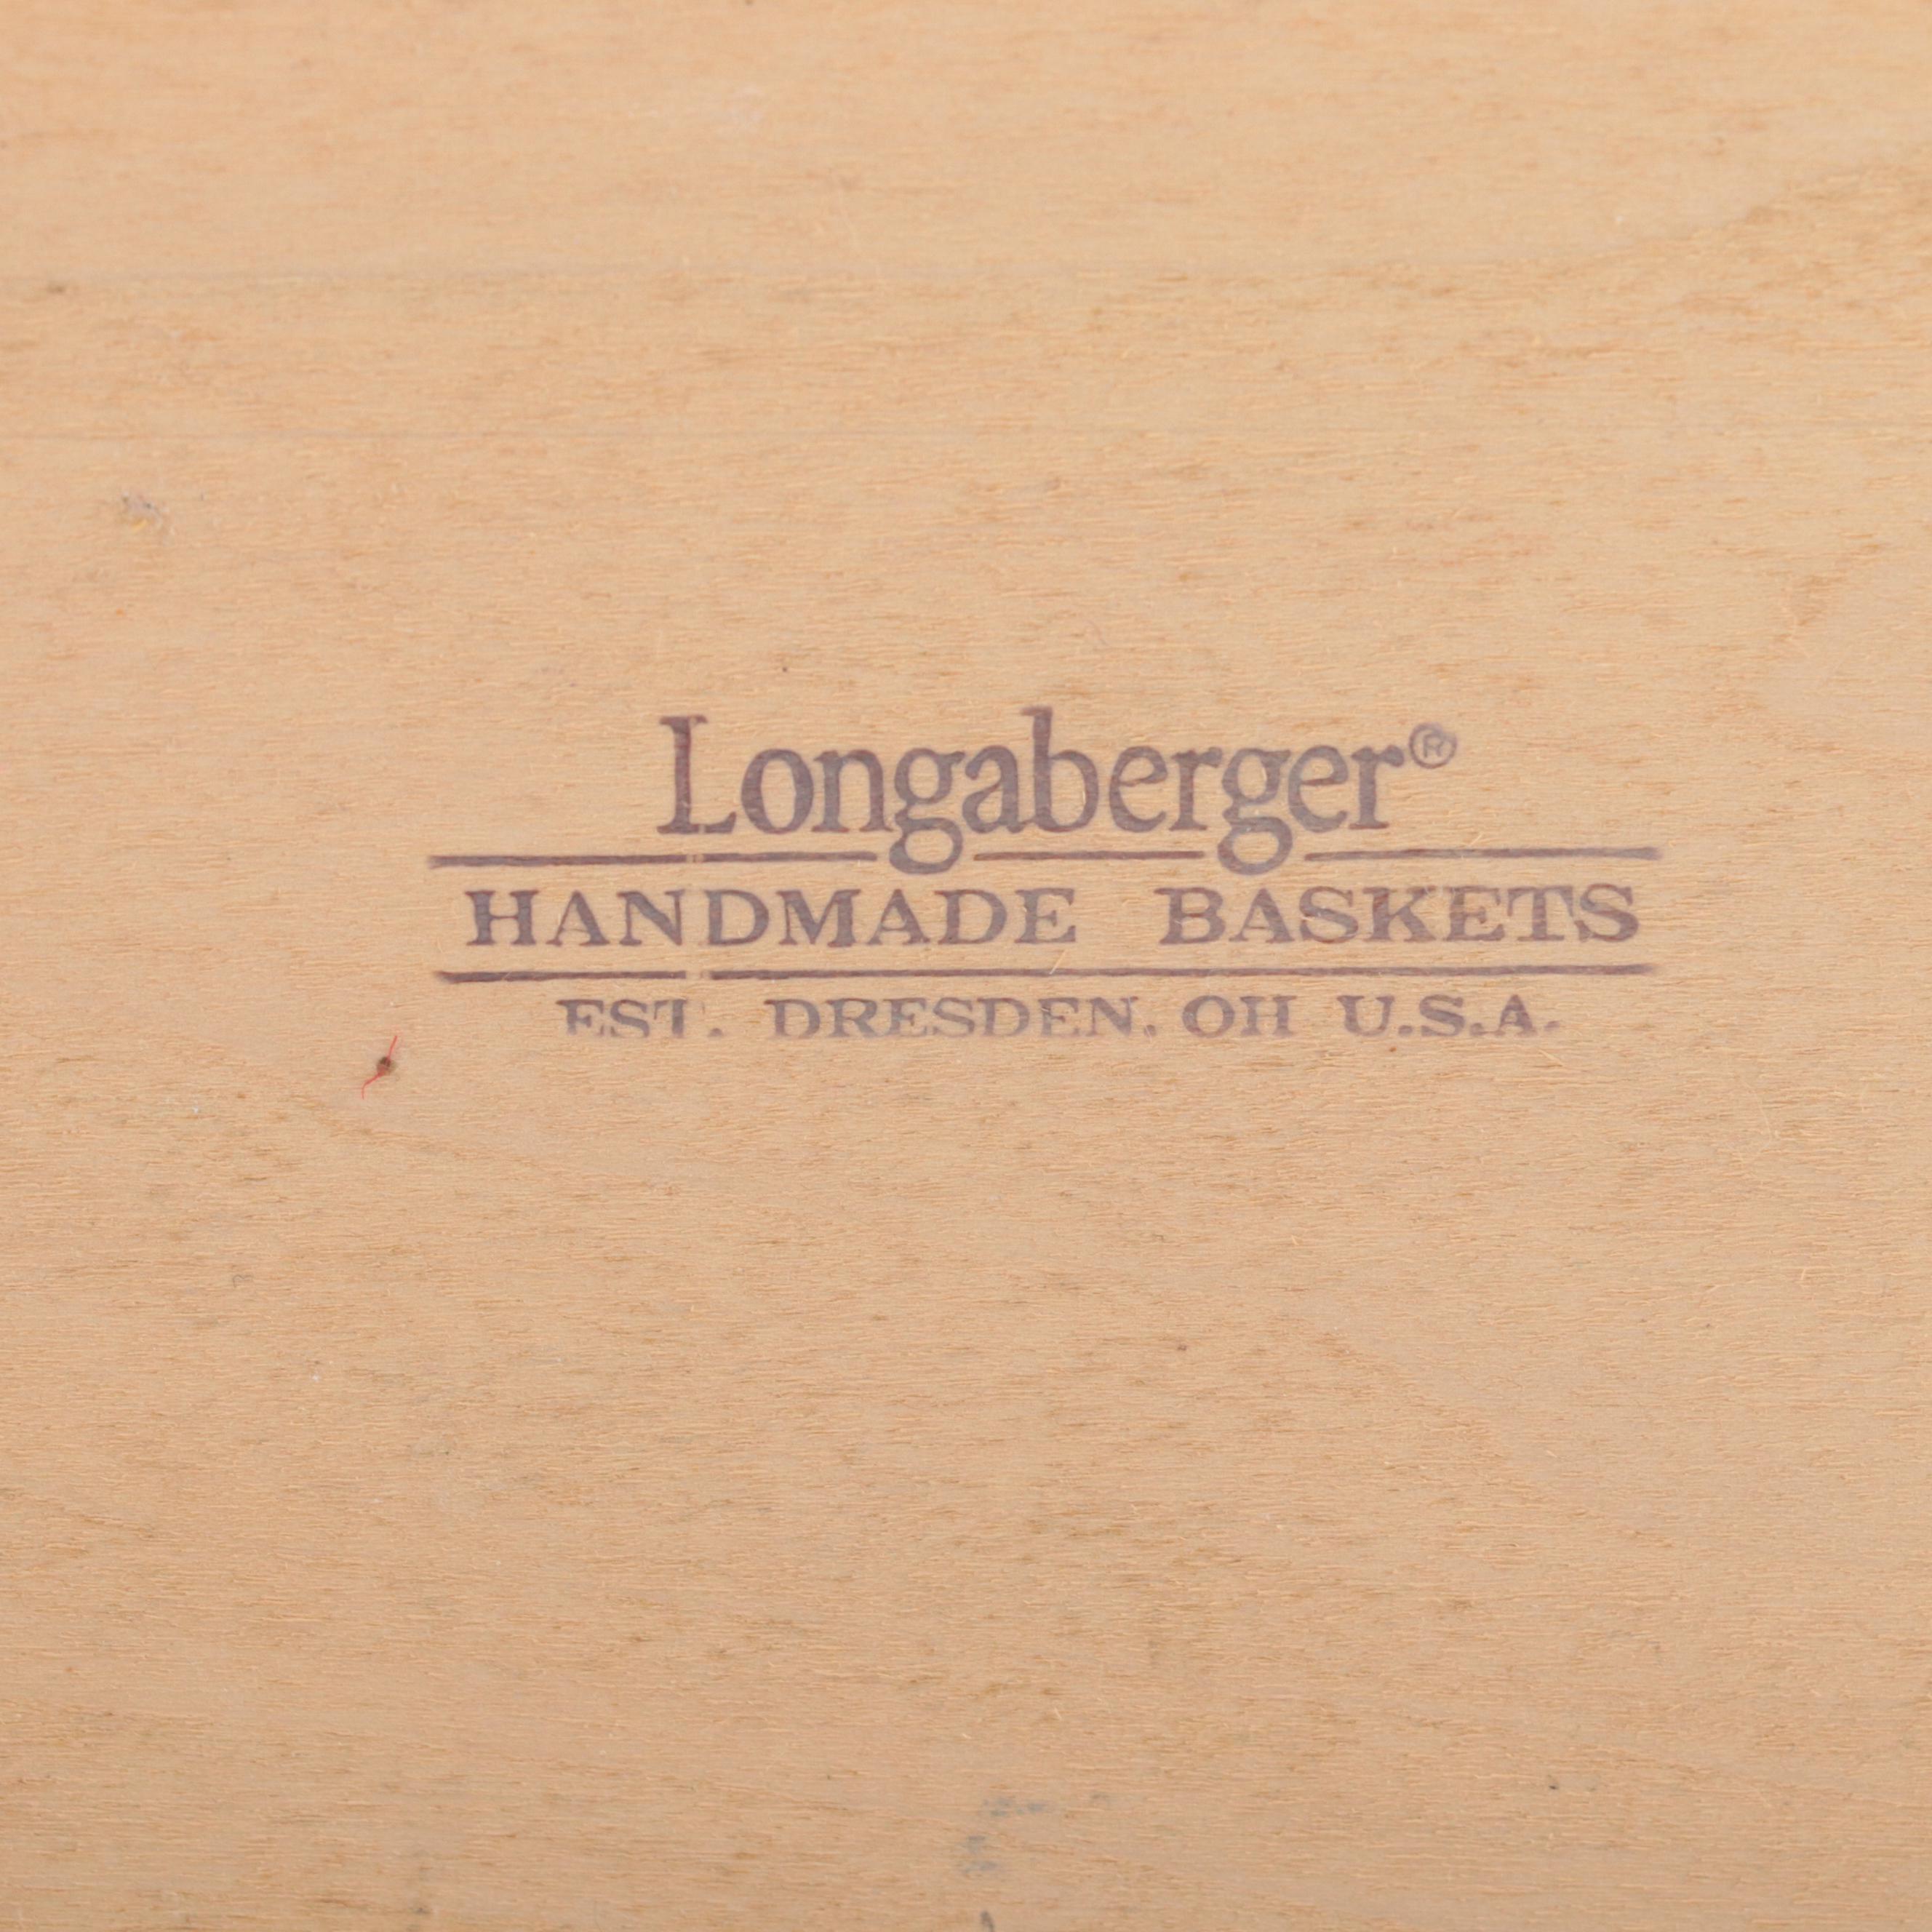 Longaberger®
HANDMADE BASKETS
EST. DRESDEN, OH U.S.A.